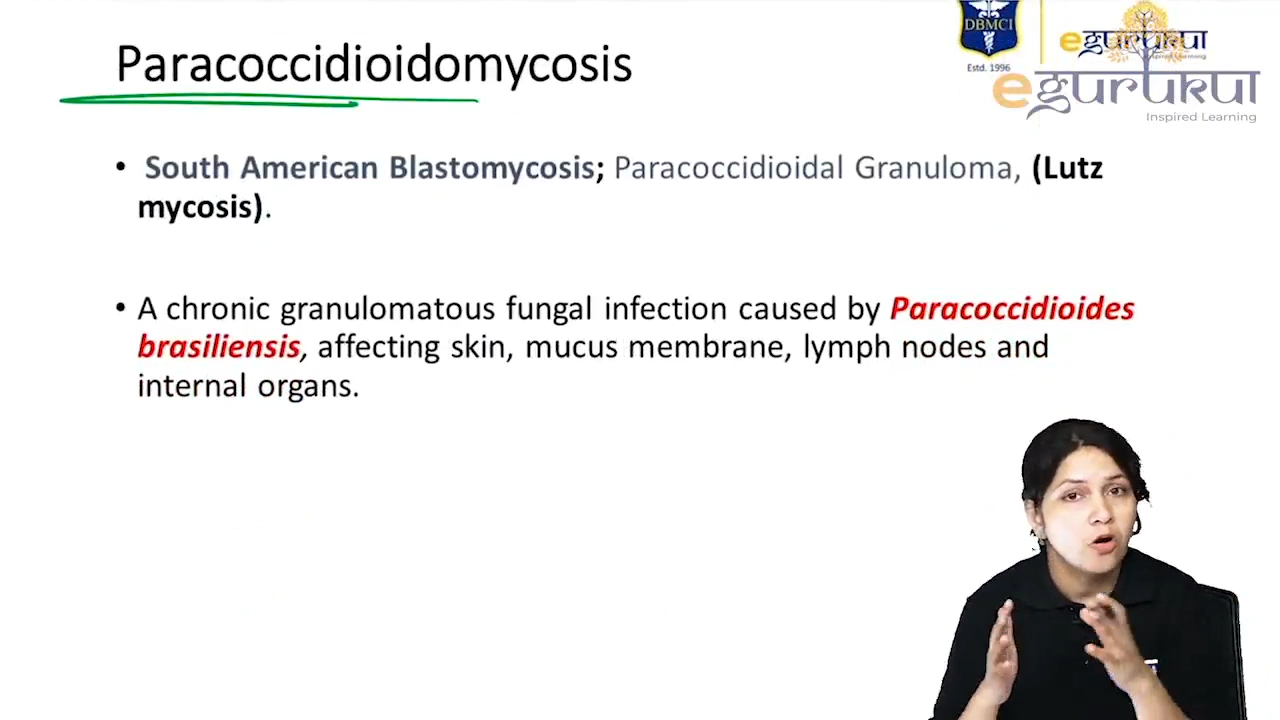 DBMCI
Estd. 1996
egurukul
egurukul
Inspired Learning
Paracoccidioidomycosis
• South American Blastomycosis; Paracoccidioidal Granuloma, (Lutz
mycosis).
• A chronic granulomatous fungal infection caused by Paracoccidioides
brasiliensis, affecting skin, mucus membrane, lymph nodes and
internal organs.